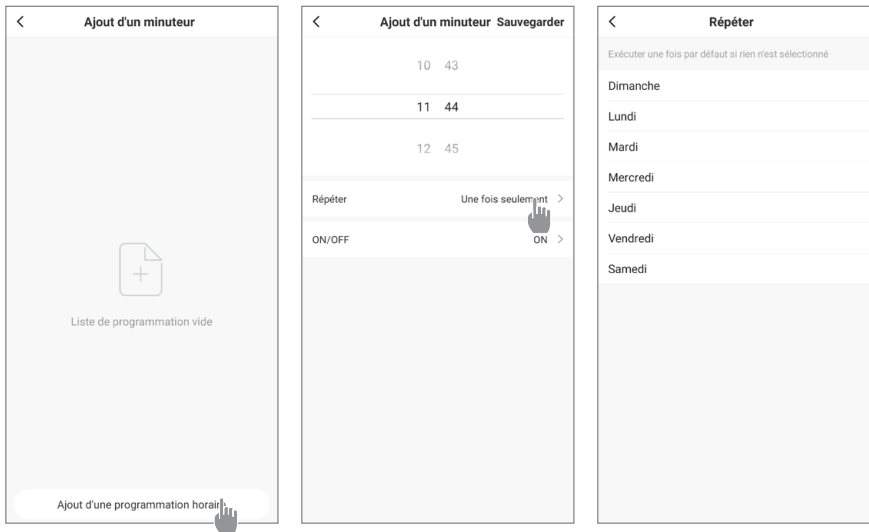 Ajout d'un minuteur
Liste de programmation vide
Ajout d'une programmation horaire
Ajout d'un minuteur Sauvegarder
10 43
11 44
12 45
Répéter Une fois seulement
ON/OFF ON
Répéter
Exécuter une fois par défaut si rien n'est sélectionné
Dimanche
Lundi
Mardi
Mercredi
Jeudi
Vendredi
Samedi